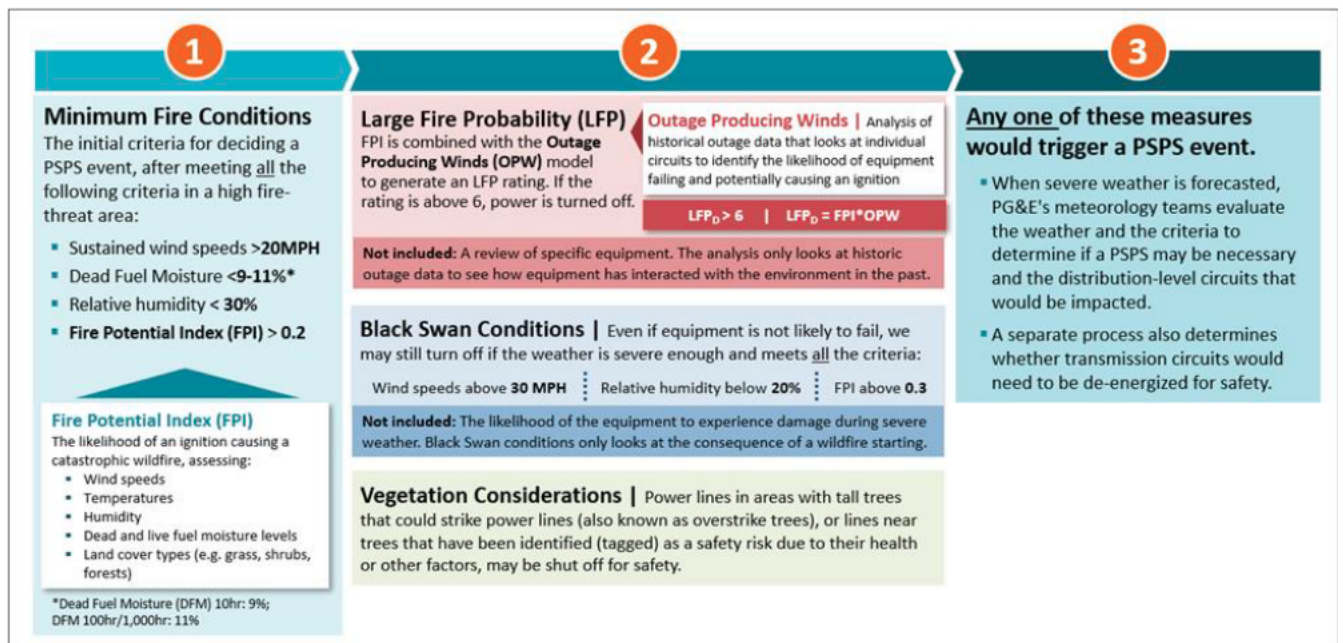 1
Minimum Fire Conditions
The initial criteria for deciding a
PSPS event, after meeting all the
following criteria in a high fire-
threat area:
▪ Sustained wind speeds >20MPH
▪ Dead Fuel Moisture <9-11%*
▪ Relative humidity < 30%
▪ Fire Potential Index (FPI) > 0.2
Fire Potential Index (FPI)
The likelihood of an ignition causing a
catastrophic wildfire, assessing:
▪ Wind speeds
▪ Temperatures
▪ Humidity
▪ Dead and live fuel moisture levels
▪ Land cover types (e.g. grass, shrubs,
forests)
*Dead Fuel Moisture (DFM) 10hr: 9%;
DFM 100hr/1,000hr: 11%
2
Large Fire Probability (LFP)
FPI is combined with the Outage
Producing Winds (OPW) model
to generate an LFP rating. If the
rating is above 6, power is turned off.
Outage Producing Winds | Analysis of
historical outage data that looks at individual
circuits to identify the likelihood of equipment
failing and potentially causing an ignition
LFPD > 6 | LFPD = FPI*OPW
Not included: A review of specific equipment. The analysis only looks at historic
outage data to see how equipment has interacted with the environment in the past.
Black Swan Conditions | Even if equipment is not likely to fail, we
may still turn off if the weather is severe enough and meets all the criteria:
Wind speeds above 30 MPH Relative humidity below 20% FPI above 0.3
Not included: The likelihood of the equipment to experience damage during severe
weather. Black Swan conditions only looks at the consequence of a wildfire starting.
Vegetation Considerations | Power lines in areas with tall trees
that could strike power lines (also known as overstrike trees), or lines near
trees that have been identified (tagged) as a safety risk due to their health
or other factors, may be shut off for safety.
3
Any one of these measures
would trigger a PSPS event.
▪ When severe weather is forecasted,
PG&E's meteorology teams evaluate
the weather and the criteria to
determine if a PSPS may be necessary
and the distribution-level circuits that
would be impacted.
▪ A separate process also determines
whether transmission circuits would
need to be de-energized for safety.